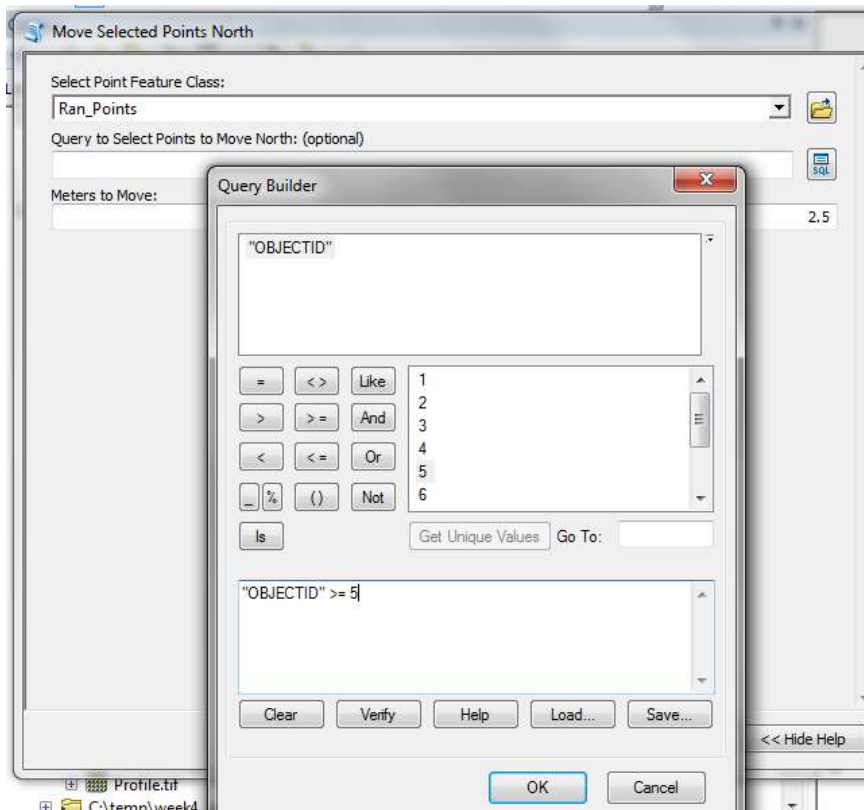 Move Selected Points North
Select Point Feature Class:
Ran_Points
Query to Select Points to Move North: (optional)
SQL
Meters to Move:
2.5
Query Builder
"OBJECTID"
= < > Like
> > = And
< < = Or
_ % ( ) Not
Is
1
2
3
4
5
6
Get Unique Values Go To:
"OBJECTID" >= 5
Clear Verify Help Load... Save...
<< Hide Help
OK Cancel
Profile.tif
C:\temp\week4